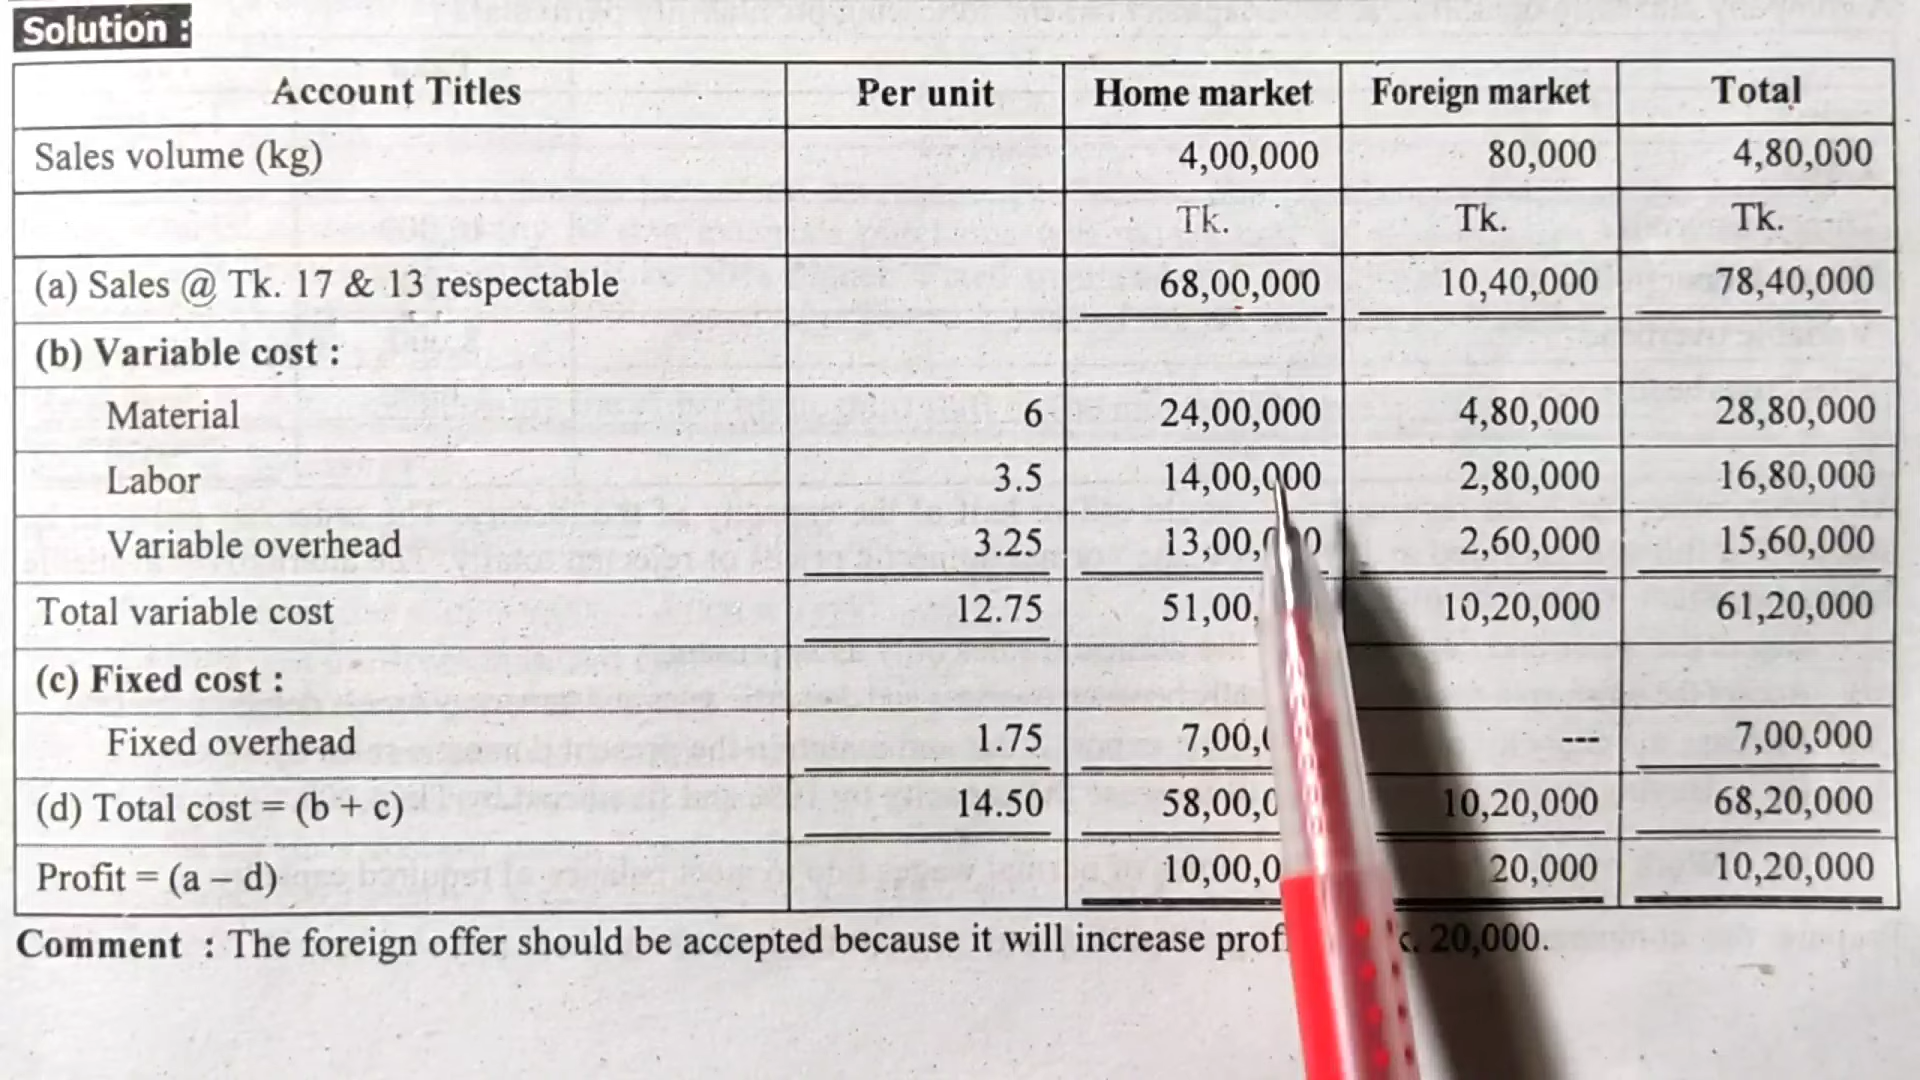 Solution :
Account Titles Per unit Home market Foreign market Total
Sales volume (kg) 4,00,000 80,000 4,80,000
Tk. Tk. Tk.
(a) Sales @ Tk. 17 & 13 respectable 68,00,000 10,40,000 78,40,000
(b) Variable cost :
Material 6 24,00,000 4,80,000 28,80,000
Labor 3.5 14,00,000 2,80,000 16,80,000
Variable overhead 3.25 2,60,000 15,60,000
Total variable cost 12.75 10,20,000 61,20,000
(c) Fixed cost :
Fixed overhead 1.75 --- 7,00,000
(d) Total cost = (b + c) 14.50 10,20,000 68,20,000
Profit = (a – d) 20,000 10,20,000
Comment : The foreign offer should be accepted because it will increase 20,000.